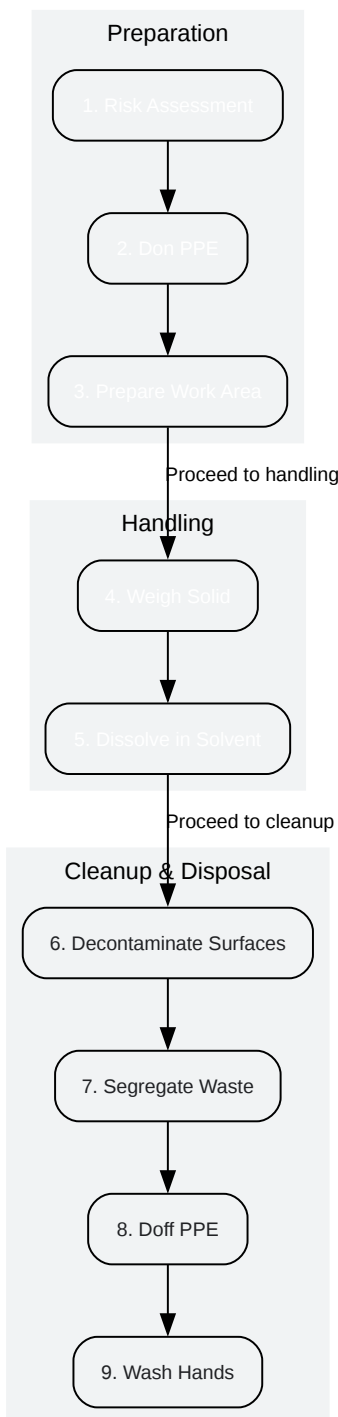 Preparation
1. Risk Assessment
2. Don PPE
3. Prepare Work Area
Proceed to handling
Handling
4. Weigh Solid
5. Dissolve in Solvent
Proceed to cleanup
Cleanup & Disposal
6. Decontaminate Surfaces
7. Segregate Waste
8. Doff PPE
9. Wash Hands